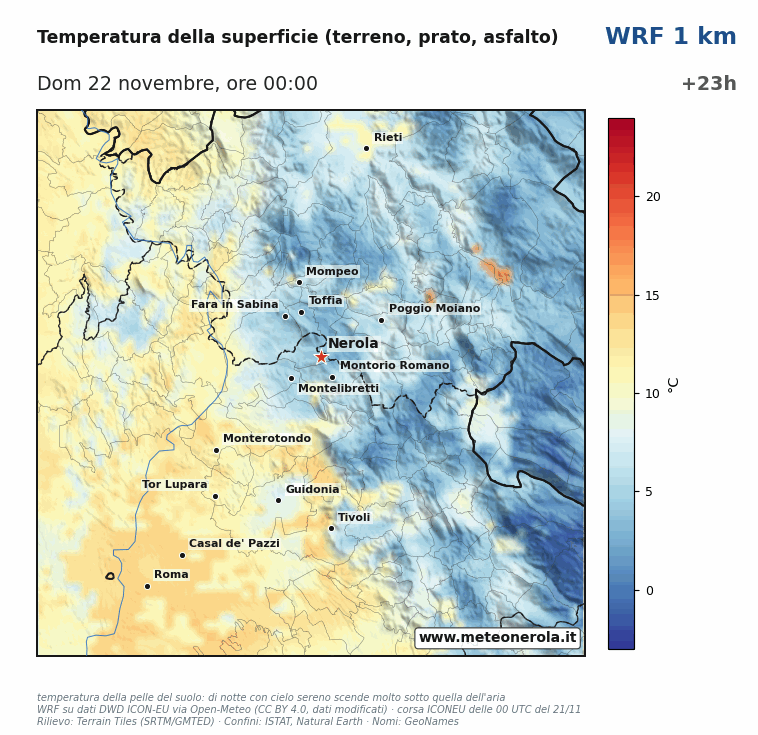 Temperatura della superficie (terreno, prato, asfalto)
WRF 1 km
Dom 22 novembre, ore 00:00
+23h
Rieti
Mompeo
Toffia
Fara in Sabina
Poggio Moiano
Nerola
Montorio Romano
Montelibretti
Monterotondo
Tor Lupara
Guidonia
Tivoli
Casal de' Pazzi
Roma
www.meteonerola.it
20
15
10
5
0
°C
temperatura della pelle del suolo: di notte con cielo sereno scende molto sotto quella dell'aria
WRF su dati DWD ICON-EU via Open-Meteo (CC BY 4.0, dati modificati) · corsa ICONEU delle 00 UTC del 21/11
Rilievo: Terrain Tiles (SRTM/GMTED) · Confini: ISTAT, Natural Earth · Nomi: GeoNames